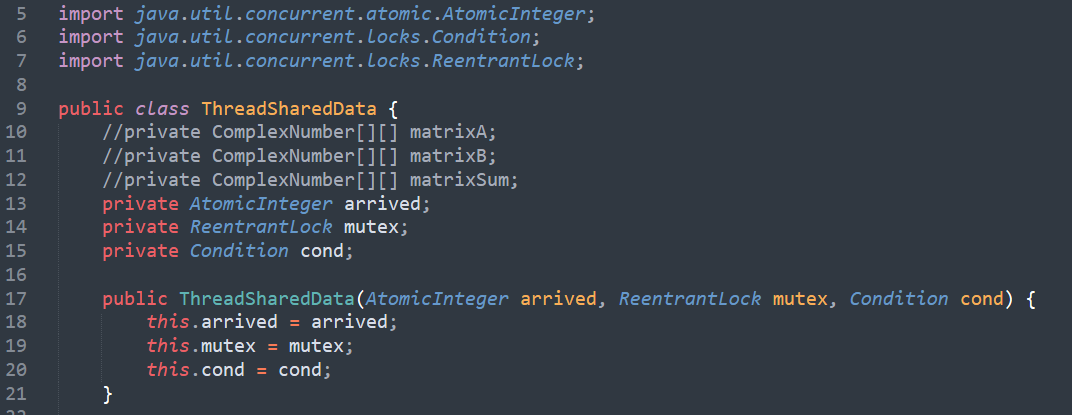 5 import java.util.concurrent.atomic.AtomicInteger;
6 import java.util.concurrent.locks.Condition;
7 import java.util.concurrent.locks.ReentrantLock;
8
9 public class ThreadSharedData {
10 //private ComplexNumber[][] matrixA;
11 //private ComplexNumber[][] matrixB;
12 //private ComplexNumber[][] matrixSum;
13 private AtomicInteger arrived;
14 private ReentrantLock mutex;
15 private Condition cond;
16
17 public ThreadSharedData(AtomicInteger arrived, ReentrantLock mutex, Condition cond) {
18 this.arrived = arrived;
19 this.mutex = mutex;
20 this.cond = cond;
21 }